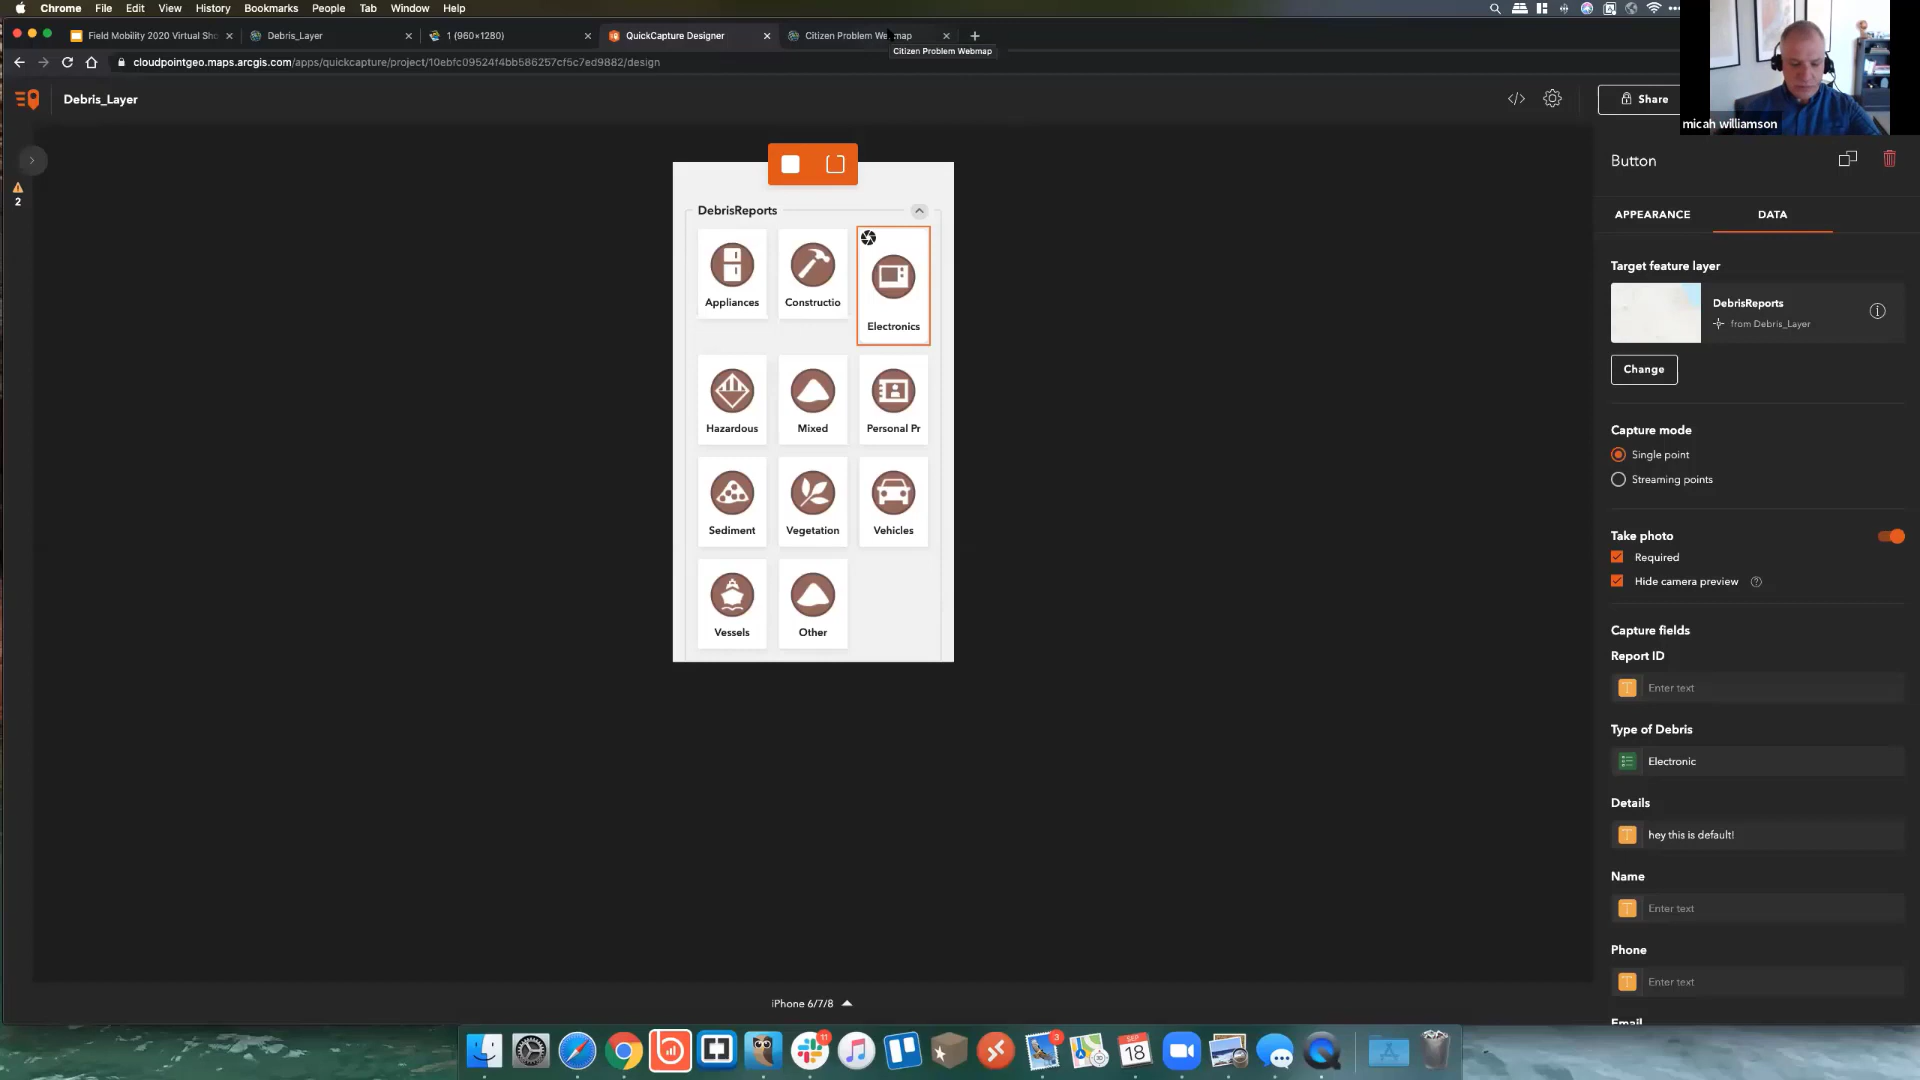 Chrome File Edit View History Bookmarks People Tab Window Help
Field Mobility 2020 Virtual Sho
Debris_Layer
1 (960×1280)
QuickCapture Designer
Citizen Problem Webmap
Citizen Problem Webmap
cloudpointgeo.maps.arcgis.com/apps/quickcapture/project/10ebfc09524f4bb586257cf5c7ed9882/design
Debris_Layer
</>
Share
micah williamson
2
DebrisReports
Appliances
Constructio
Electronics
Hazardous
Mixed
Personal Pr
Sediment
Vegetation
Vehicles
Vessels
Other
iPhone 6/7/8
Button
APPEARANCE
DATA
Target feature layer
DebrisReports
from Debris_Layer
Change
Capture mode
Single point
Streaming points
Take photo
Required
Hide camera preview
Capture fields
Report ID
T Enter text
Type of Debris
Electronic
Details
T hey this is default!
Name
T Enter text
Phone
T Enter text
Email
11
3
SEP
18